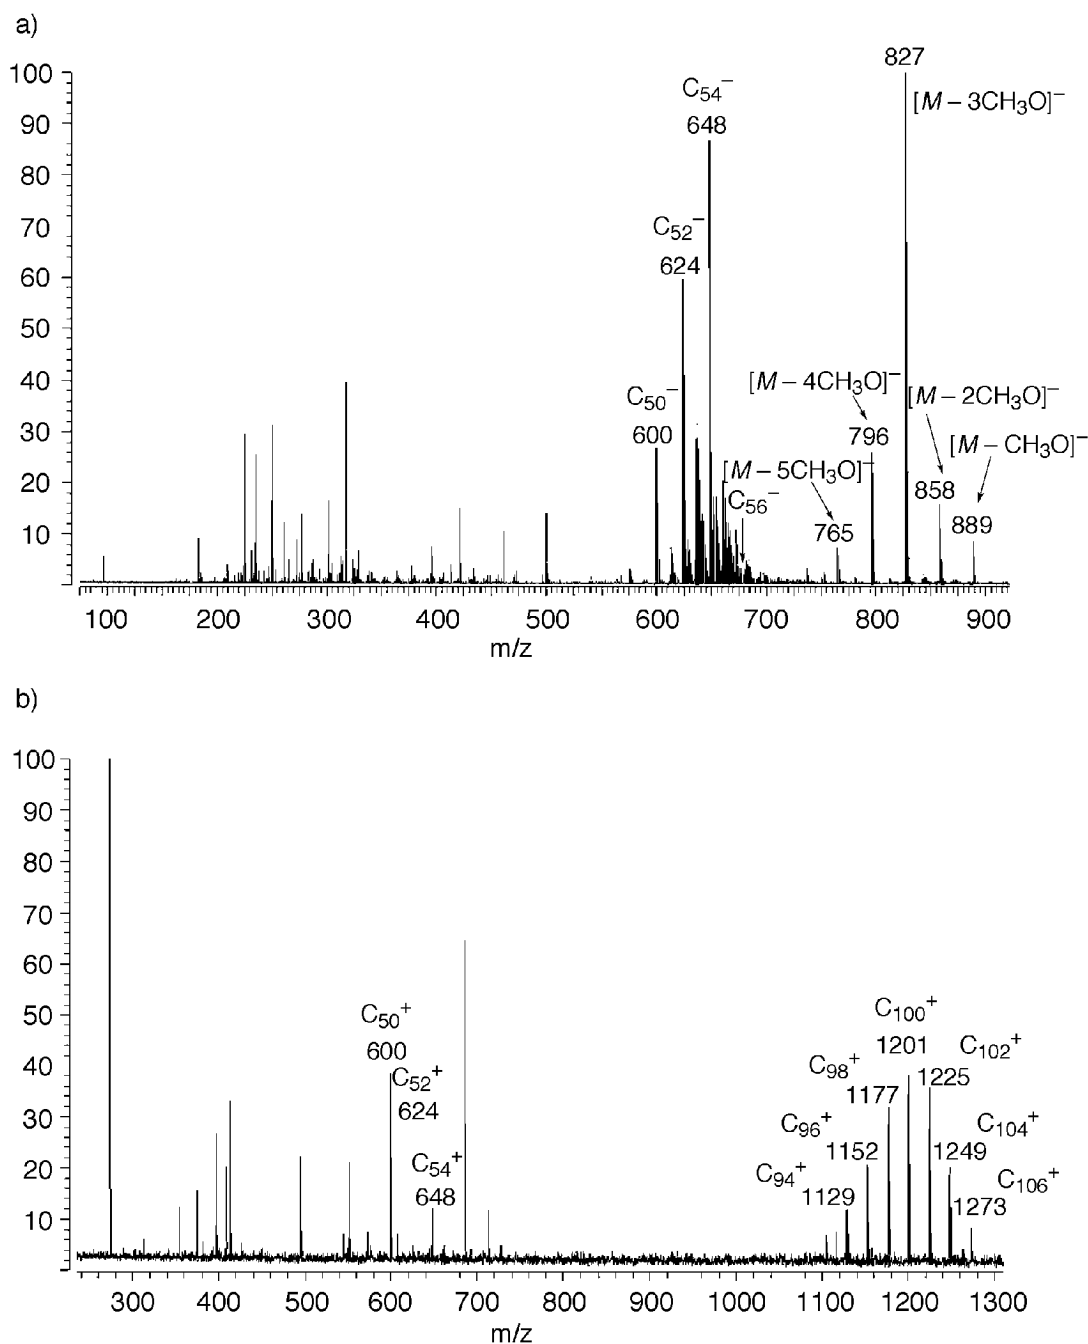 a)
827
100
[M – 3CH₃O]⁻
C₅₄⁻
648
90
80
70
C₅₂⁻
624
60
50
40
[M – 4CH₃O]⁻
[M – 2CH₃O]⁻
C₅₀⁻
600
30
796
[M – CH₃O]⁻
[M – 5CH₃O]⁻
20
C₅₆⁻
858
765
889
10
100 200 300 400 500 600 700 800 900
m/z
b)
100
90
80
70
60
50
C₅₀⁺
C₁₀₀⁺
600
1201
C₁₀₂⁺
40
C₅₂⁺
C₉₈⁺
1225
624
1177
30
C₉₆⁺
C₁₀₄⁺
C₅₄⁺
1152
1249
20
C₉₄⁺
C₁₀₆⁺
648
1129
1273
10
300 400 500 600 700 800 900 1000 1100 1200 1300
m/z